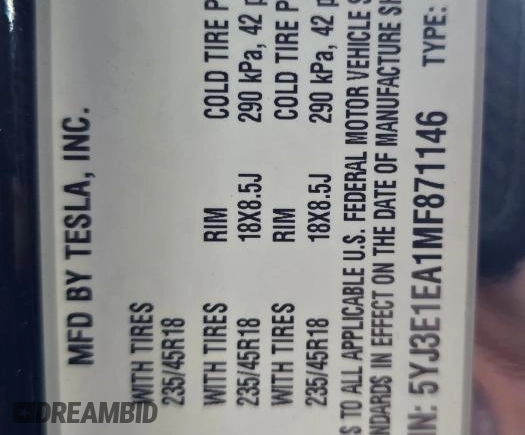 MFD BY TESLA, INC.
WITH TIRES
235/45R18
WITH TIRES RIM COLD TIRE P
235/45R18 18X8.5J 290 kPa, 42 p
WITH TIRES RIM COLD TIRE P
235/45R18 18X8.5J 290 kPa, 42 p
S TO ALL APPLICABLE U.S. FEDERAL MOTOR VEHICLE S
NDARDS IN EFFECT ON THE DATE OF MANUFACTURE SH
IN: 5YJ3E1EA1MF871146 TYPE:
DREAMBID